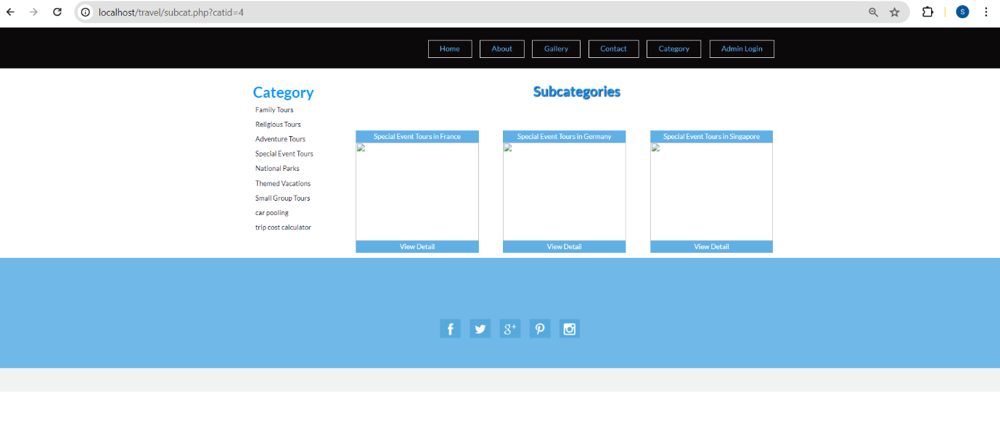 localhost/travel/subcat.php?catid=4
S
Home About Gallery Contact Category Admin Login
Category
Family Tours
Religious Tours
Adventure Tours
Special Event Tours
National Parks
Themed Vacations
Small Group Tours
car pooling
trip cost calculator
Subcategories
Special Event Tours in France
View Detail
Special Event Tours in Germany
View Detail
Special Event Tours in Singapore
View Detail